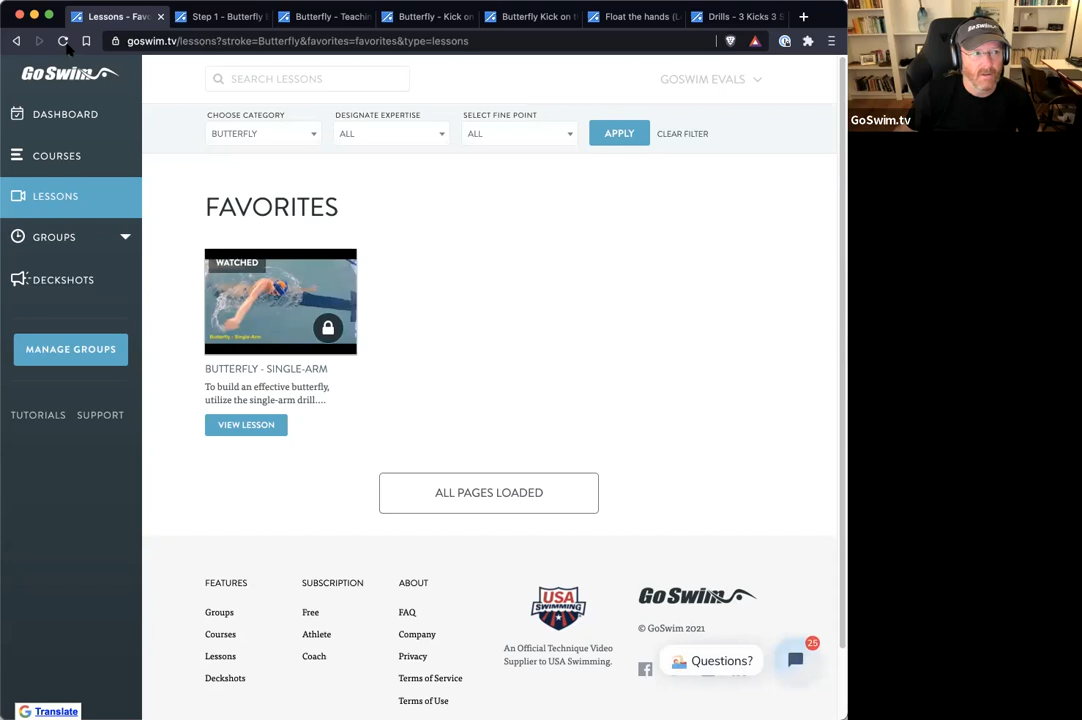 Lessons - Favo
Step 1 - Butterfly
Butterfly - Teachin
Butterfly - Kick on
Butterfly Kick on t
Float the hands (L
Drills – 3 Kicks 3 S
goswim.tv/lessons?stroke=Butterfly&favorites=favorites&type=lessons
GoSwim
SEARCH LESSONS
GOSWIM EVALS
DASHBOARD
COURSES
LESSONS
GROUPS
DECKSHOTS
MANAGE GROUPS
TUTORIALS SUPPORT
CHOOSE CATEGORY
DESIGNATE EXPERTISE
SELECT FINE POINT
BUTTERFLY
ALL
ALL
APPLY
CLEAR FILTER
FAVORITES
WATCHED
Butterfly - Single-Arm
BUTTERFLY - SINGLE-ARM
To build an effective butterfly,
utilize the single-arm drill....
VIEW LESSON
ALL PAGES LOADED
FEATURES
Groups
Courses
Lessons
Deckshots
SUBSCRIPTION
Free
Athlete
Coach
ABOUT
FAQ
Company
Privacy
Terms of Service
Terms of Use
USA
SWIMMING
An Official Technique Video
Supplier to USA Swimming.
GoSwim
© GoSwim 2021
Questions?
25
Translate
GoSwim.tv